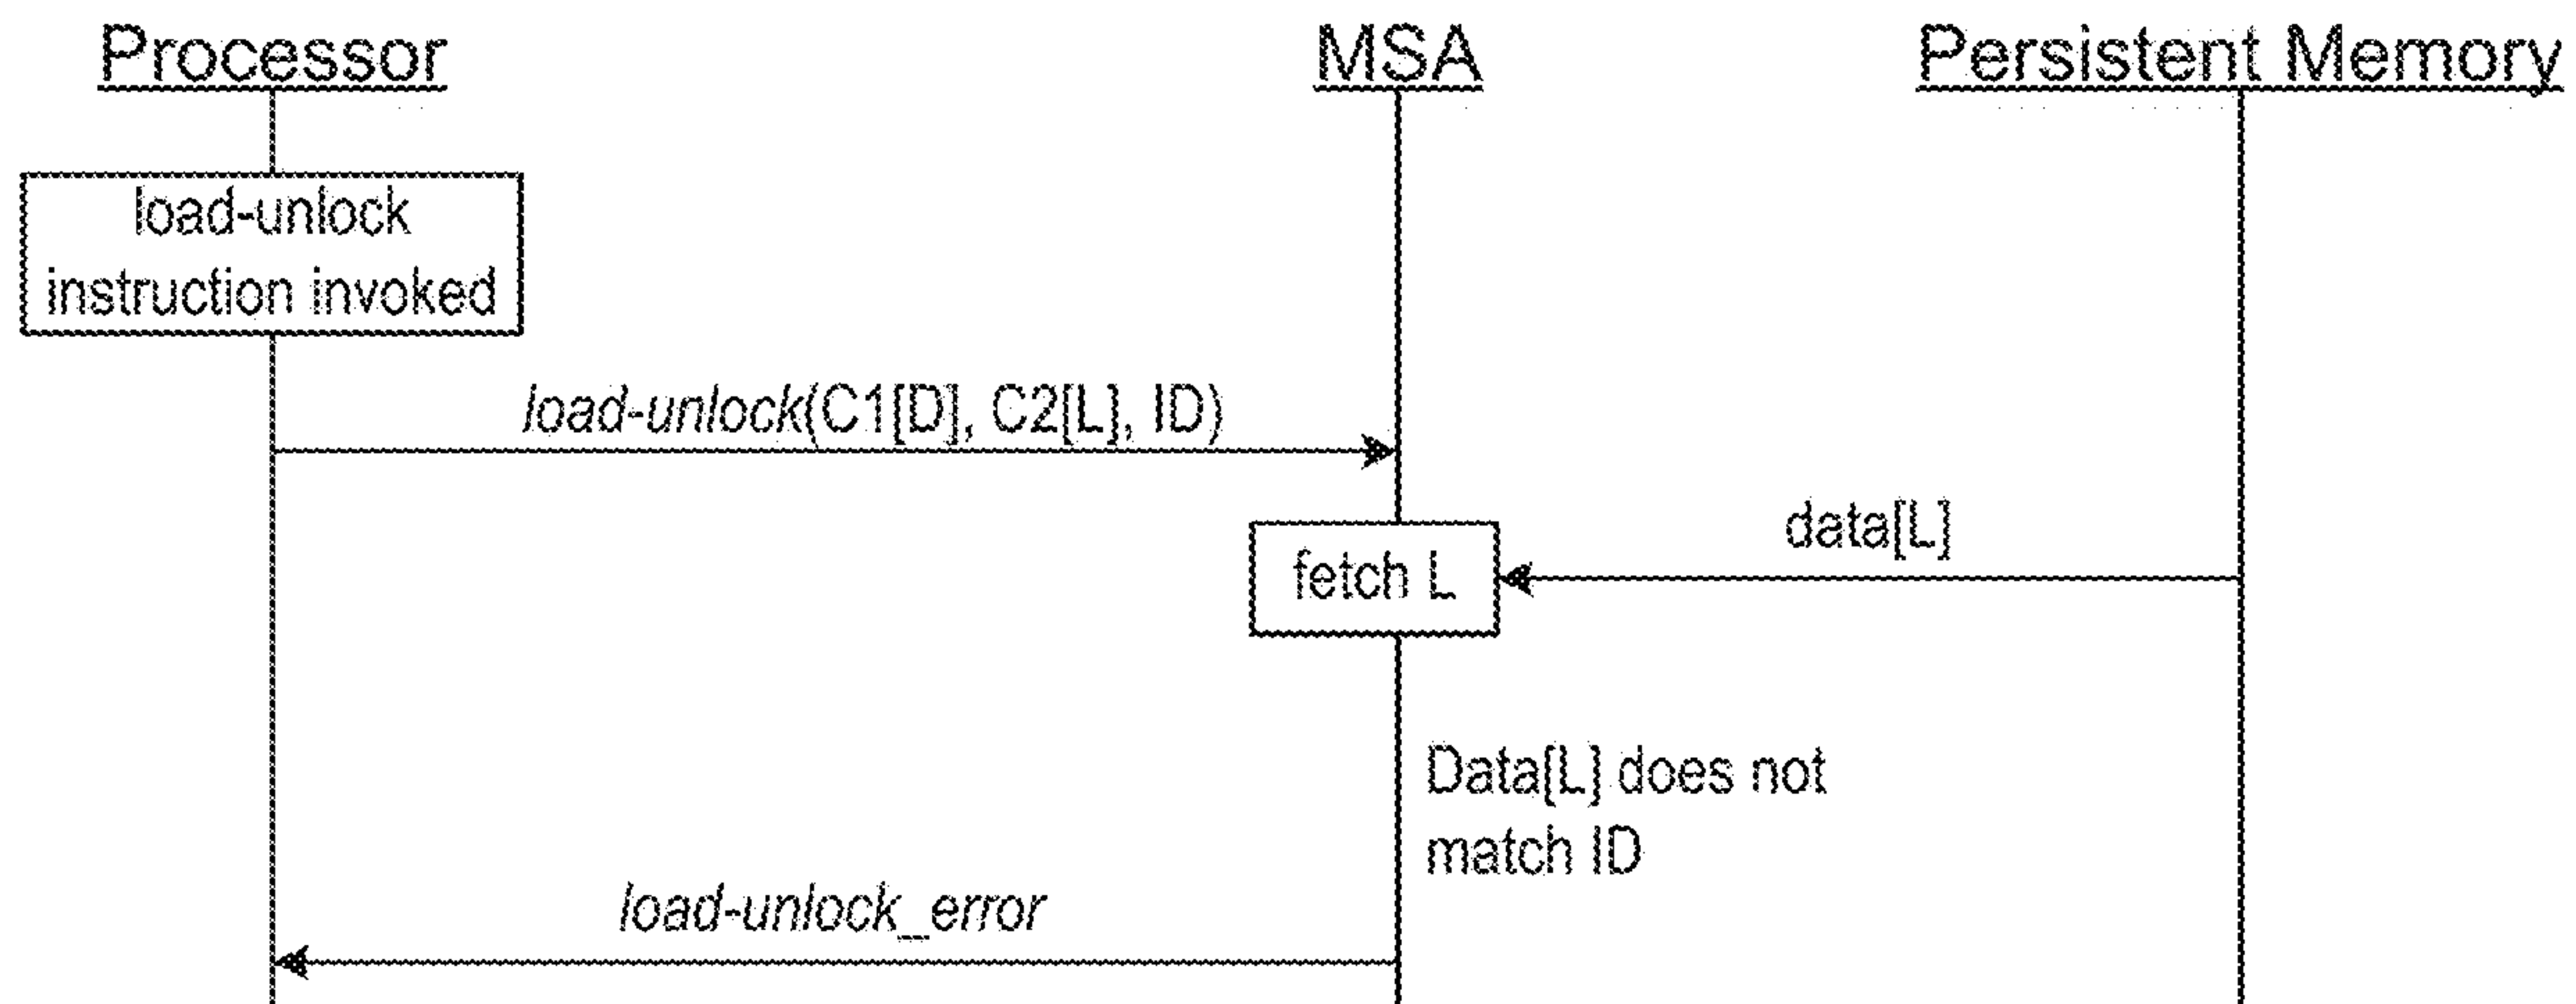 Processor
MSA
Persistent Memory
load-unlock
instruction invoked
load-unlock(C1[D], C2[L], ID)
data[L]
fetch L
Data[L] does not
match ID
load-unlock_error